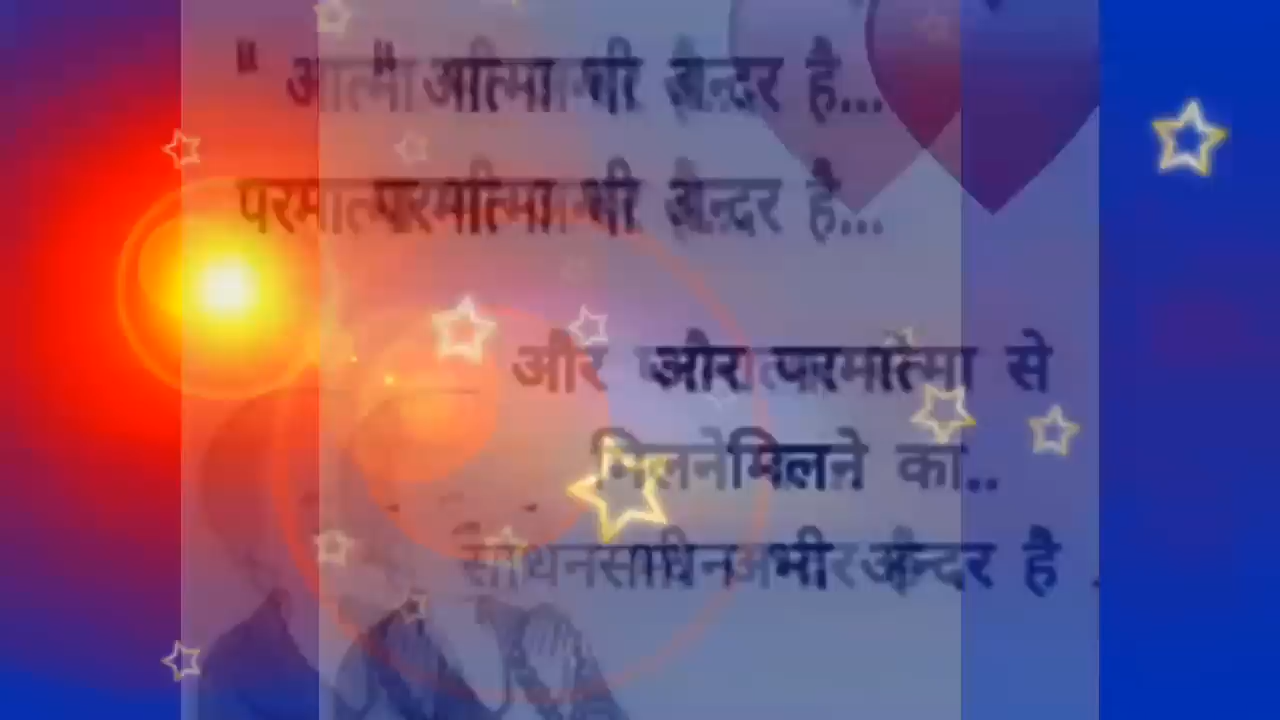 " आत्मा भी अन्दर है...
परमात्मा भी अन्दर है...
और परमात्मा से
मिलने का..
साधन भी अन्दर है .